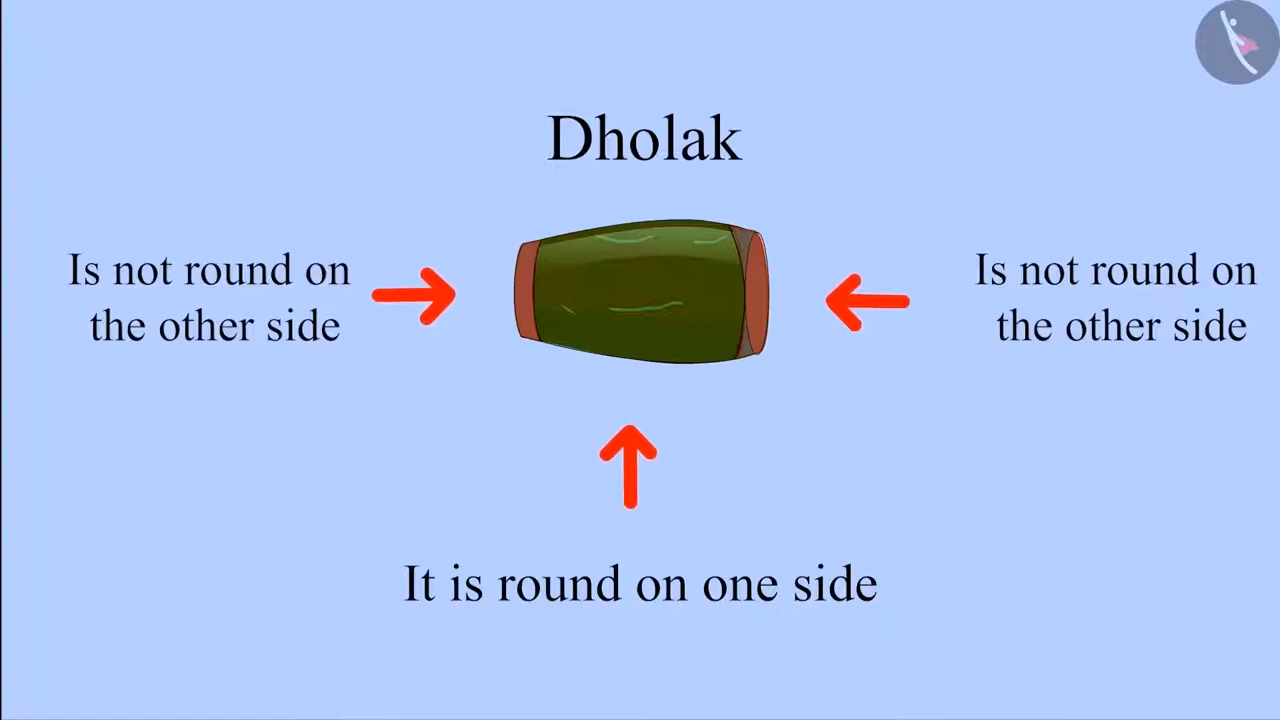 Dholak
Is not round on
the other side
Is not round on
the other side
It is round on one side